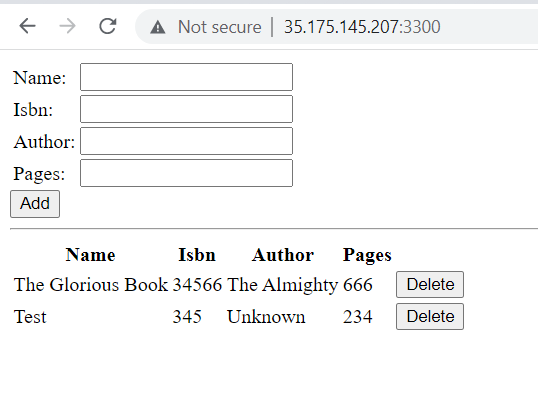 Not secure | 35.175.145.207:3300
Name:
Isbn:
Author:
Pages:
Add
Name Isbn Author Pages
The Glorious Book 34566 The Almighty 666 Delete
Test 345 Unknown 234 Delete